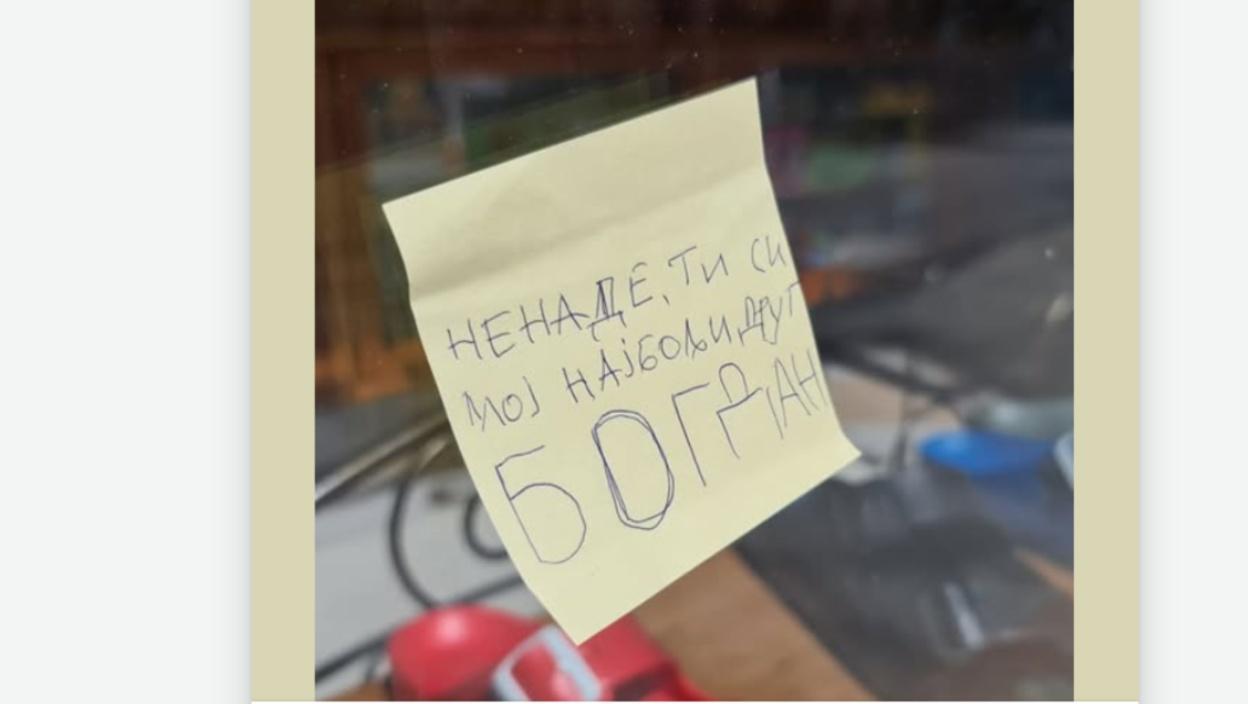 НЕНАДЕ, ТИ СИ
МОЈ НАЈБОЉИ ДРУГ
БОГДАН